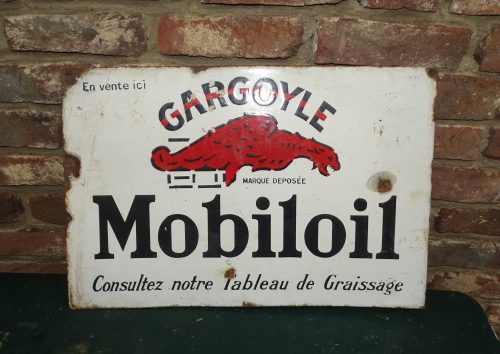 En vente ici
GARGOYLE
MARQUE DEPOSÉE
Mobiloil
Consultez notre Tableau de Graissage